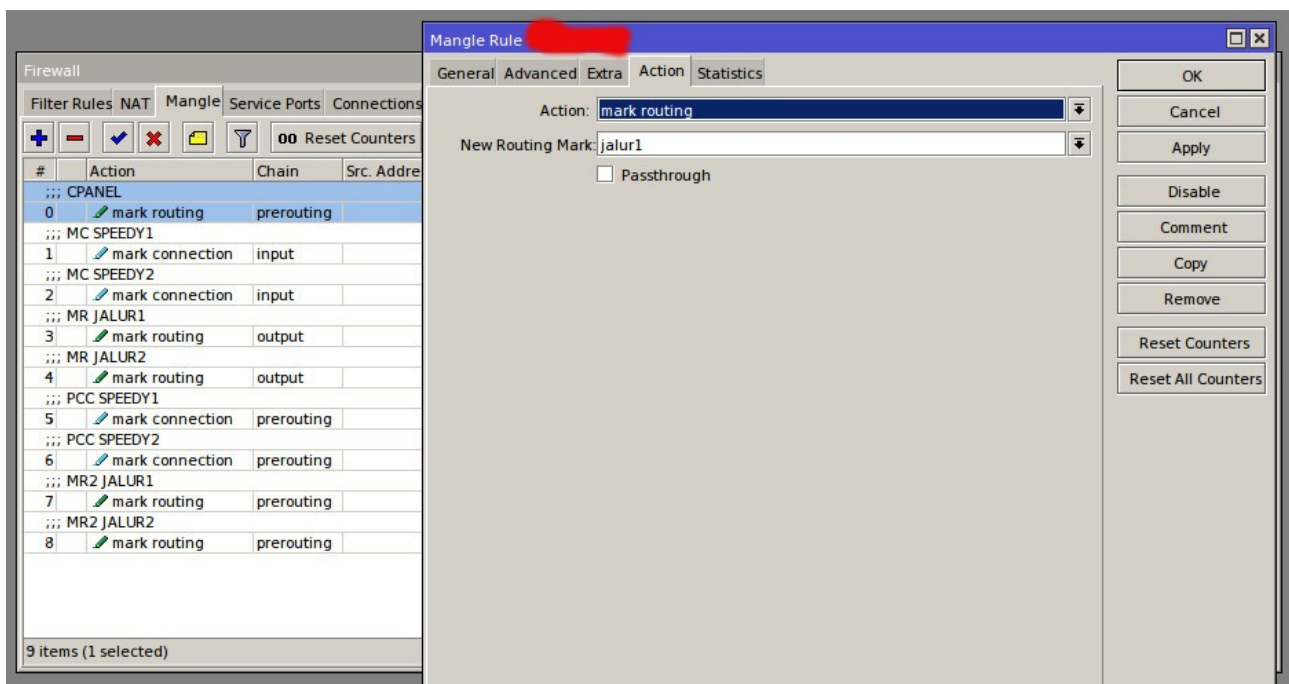 Firewall
Filter Rules NAT Mangle Service Ports Connections
00 Reset Counters
# Action Chain Src. Addre
;;; CPANEL
0 mark routing prerouting
;;; MC SPEEDY1
1 mark connection input
;;; MC SPEEDY2
2 mark connection input
;;; MR JALUR1
3 mark routing output
;;; MR JALUR2
4 mark routing output
;;; PCC SPEEDY1
5 mark connection prerouting
;;; PCC SPEEDY2
6 mark connection prerouting
;;; MR2 JALUR1
7 mark routing prerouting
;;; MR2 JALUR2
8 mark routing prerouting
9 items (1 selected)
Mangle Rule
General Advanced Extra Action Statistics
Action: mark routing
New Routing Mark: jalur1
Passthrough
OK
Cancel
Apply
Disable
Comment
Copy
Remove
Reset Counters
Reset All Counters